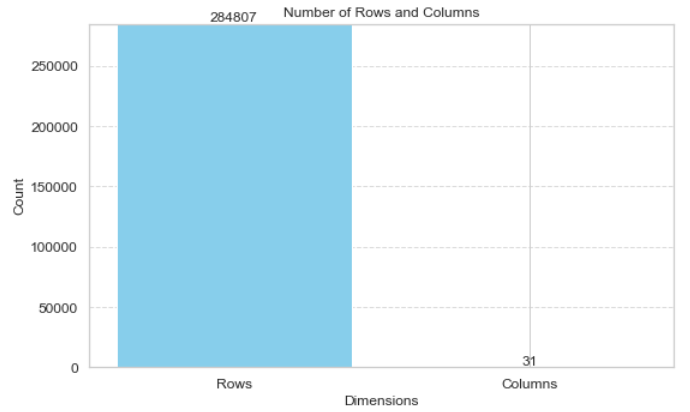 Number of Rows and Columns
284807
250000
200000
150000
100000
50000
0
Count
31
Rows
Columns
Dimensions